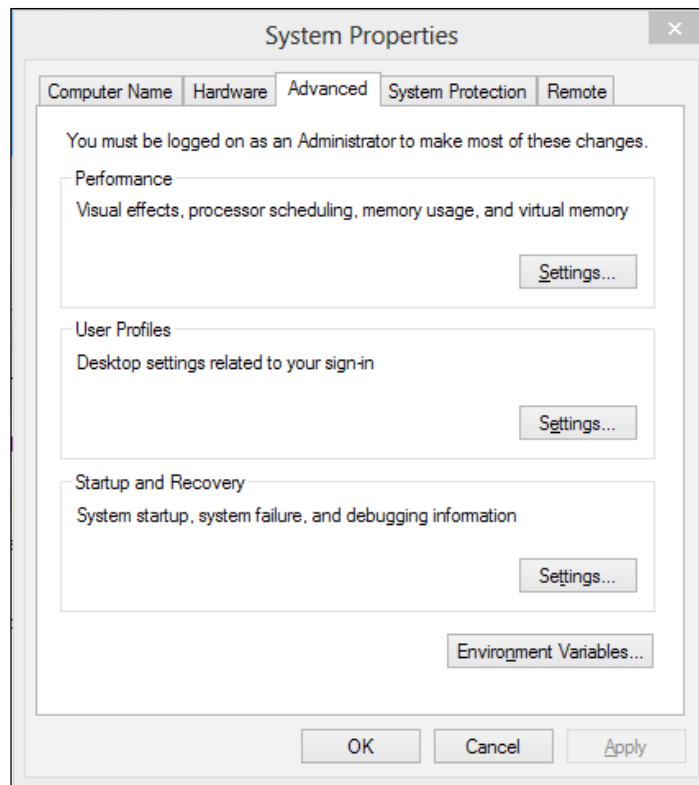 System Properties
Computer Name Hardware Advanced System Protection Remote
You must be logged on as an Administrator to make most of these changes.
Performance
Visual effects, processor scheduling, memory usage, and virtual memory
Settings...
User Profiles
Desktop settings related to your sign-in
Settings...
Startup and Recovery
System startup, system failure, and debugging information
Settings...
Environment Variables...
OK Cancel Apply